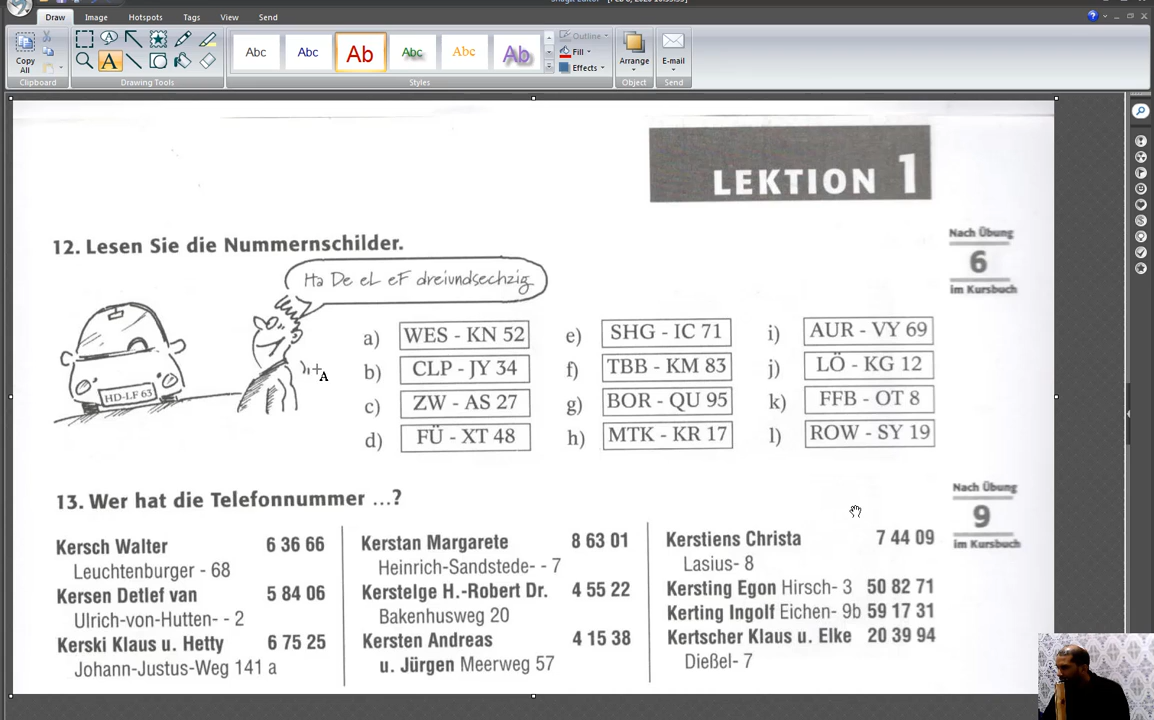 Draw Image Hotspots Tags View Send
Copy All
Abc Abc Ab Abc Abc Ab
Outline
Fill
Effects
Arrange
E-mail
Clipboard Drawing Tools Styles Object Send
LEKTION 1
12. Lesen Sie die Nummernschilder.
Nach Übung
6
im Kursbuch
Ha De eL eF dreiundsechzig
HD-LF 63
A
a) WES - KN 52
b) CLP - JY 34
c) ZW - AS 27
d) FÜ - XT 48
e) SHG - IC 71
f) TBB - KM 83
g) BOR - QU 95
h) MTK - KR 17
i) AUR - VY 69
j) LÖ - KG 12
k) FFB - OT 8
l) ROW - SY 19
13. Wer hat die Telefonnummer ...?
Nach Übung
9
im Kursbuch
Kersch Walter 6 36 66
Leuchtenburger - 68
Kersen Detlef van 5 84 06
Ulrich-von-Hutten- - 2
Kerski Klaus u. Hetty 6 75 25
Johann-Justus-Weg 141 a
Kerstan Margarete 8 63 01
Heinrich-Sandstede- - 7
Kerstelge H.-Robert Dr. 4 55 22
Bakenhusweg 20
Kersten Andreas 4 15 38
u. Jürgen Meerweg 57
Kerstiens Christa 7 44 09
Lasius- 8
Kersting Egon Hirsch- 3 50 82 71
Kerting Ingolf Eichen- 9b 59 17 31
Kertscher Klaus u. Elke 20 39 94
Dießel- 7